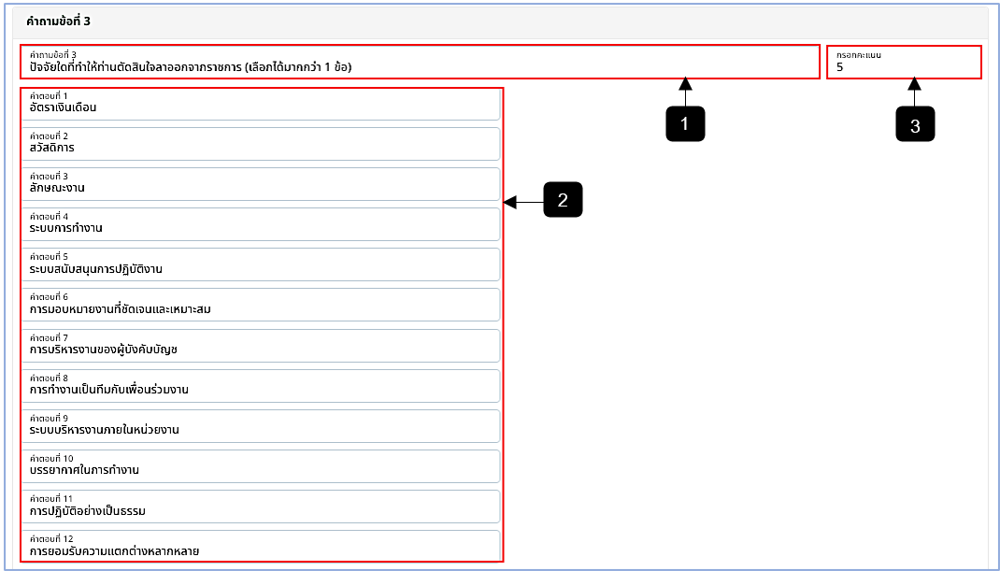 คำถามข้อที่ 3
คำถามข้อที่ 3
ปัจจัยใดที่ทำให้ท่านตัดสินใจลาออกจากราชการ (เลือกได้มากกว่า 1 ข้อ)
กรอกคะแนน
5
1
3
คำตอบที่ 1
อัตราเงินเดือน
คำตอบที่ 2
สวัสดิการ
คำตอบที่ 3
ลักษณะงาน
2
คำตอบที่ 4
ระบบการทำงาน
คำตอบที่ 5
ระบบสนับสนุนการปฏิบัติงาน
คำตอบที่ 6
การมอบหมายงานที่ชัดเจนและเหมาะสม
คำตอบที่ 7
การบริหารงานของผู้บังคับบัญช
คำตอบที่ 8
การทำงานเป็นทีมกับเพื่อนร่วมงาน
คำตอบที่ 9
ระบบบริหารงานภายในหน่วยงาน
คำตอบที่ 10
บรรยากาศในการทำงาน
คำตอบที่ 11
การปฏิบัติอย่างเป็นธรรม
คำตอบที่ 12
การยอมรับความแตกต่างหลากหลาย